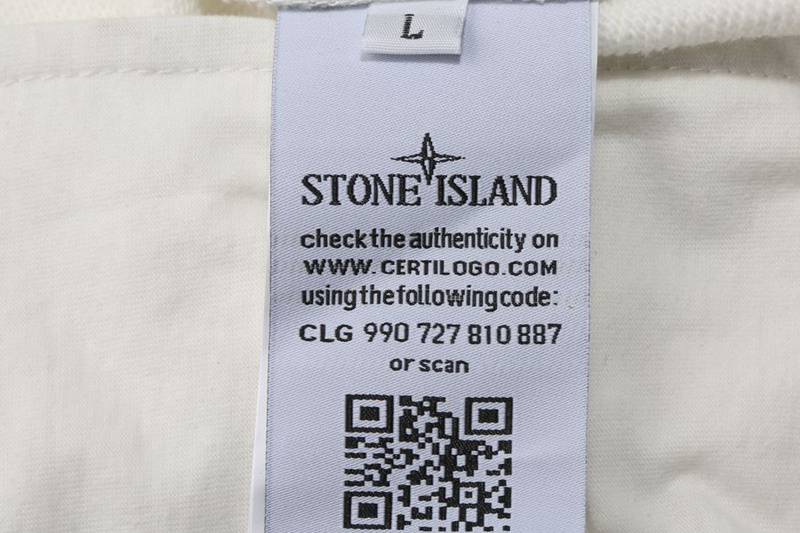 L
STONE ISLAND
check the authenticity on
WWW.CERTILOGO.COM
using the following code:
CLG 990 727 810 887
or scan